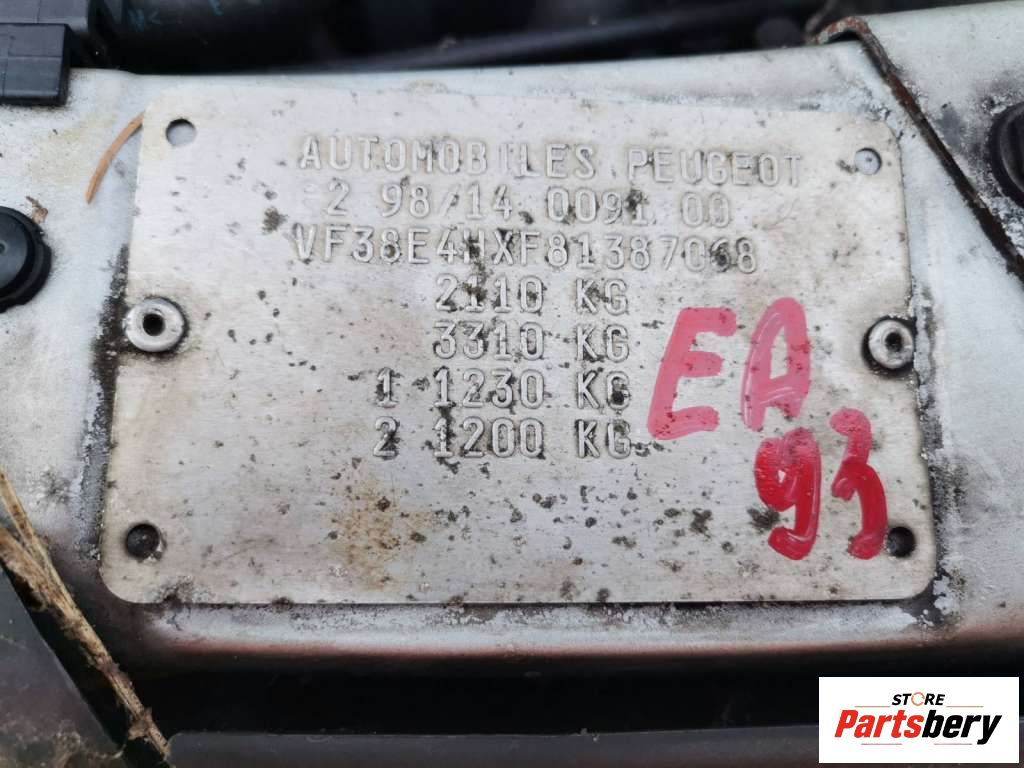 AUTOMOBILES PEUGEOT
2 98/14 0091 00
VF38E4HXF81387068
2110 KG
3310 KG
1 1230 KG
2 1200 KG
EA
93
STORE
Partsbery